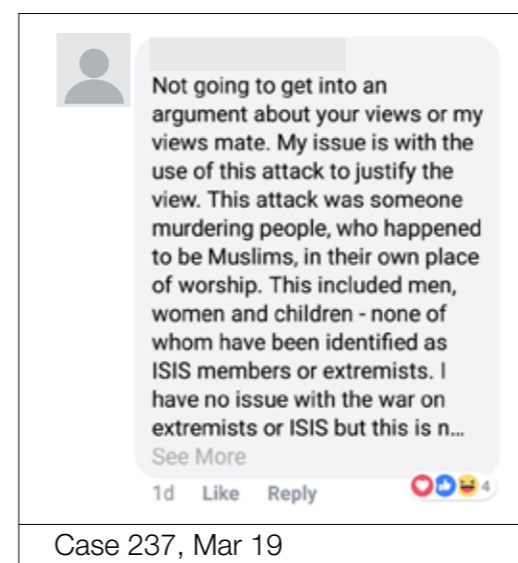 Not going to get into an
argument about your views or my
views mate. My issue is with the
use of this attack to justify the
view. This attack was someone
murdering people, who happened
to be Muslims, in their own place
of worship. This included men,
women and children - none of
whom have been identified as
ISIS members or extremists. I
have no issue with the war on
extremists or ISIS but this is n...
See More
1d Like Reply 4
Case 237, Mar 19